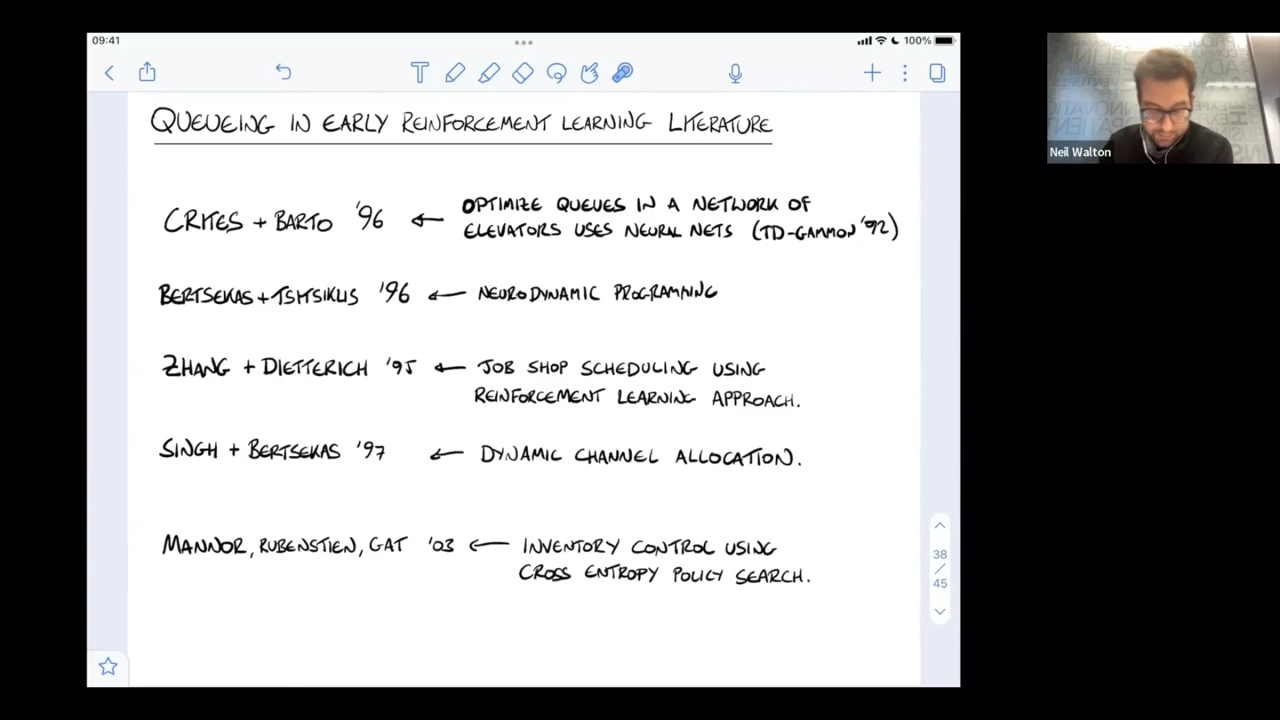 09:41
100%
QUEUEING IN EARLY REINFORCEMENT LEARNING LITERATURE
CRITES + BARTO '96 ← OPTIMIZE QUEUES IN A NETWORK OF
ELEVATORS USES NEURAL NETS (TD-GAMMON '92)
BERTSEKAS + TSITSIKLIS '96 ← NEURODYNAMIC PROGRAMMING
ZHANG + DIETTERICH '95 ← JOB SHOP SCHEDULING USING
REINFORCEMENT LEARNING APPROACH.
SINGH + BERTSEKAS '97 ← DYNAMIC CHANNEL ALLOCATION.
MANNOR, RUBENSTIEN, GAT '03 ← INVENTORY CONTROL USING
CROSS ENTROPY POLICY SEARCH.
38
/
45
Neil Walton